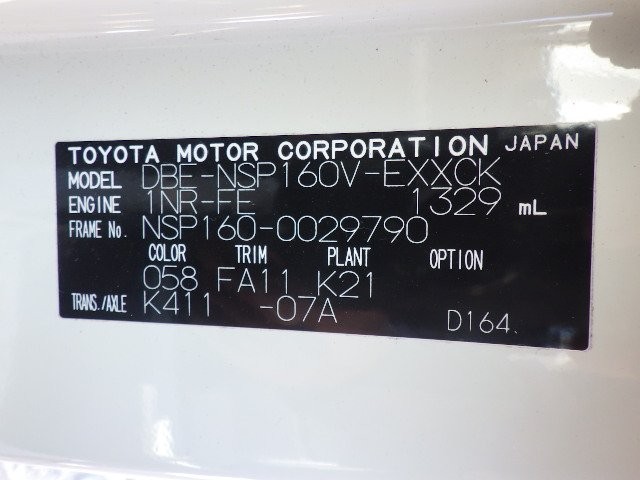 TOYOTA MOTOR CORPORATION JAPAN
MODEL DBE-NSP160V-EXXCK
ENGINE 1NR-FE 1329 mL
FRAME No. NSP160-0029790
COLOR TRIM PLANT OPTION
058 FA11 K21
TRANS./AXLE K411 -07A
D164.